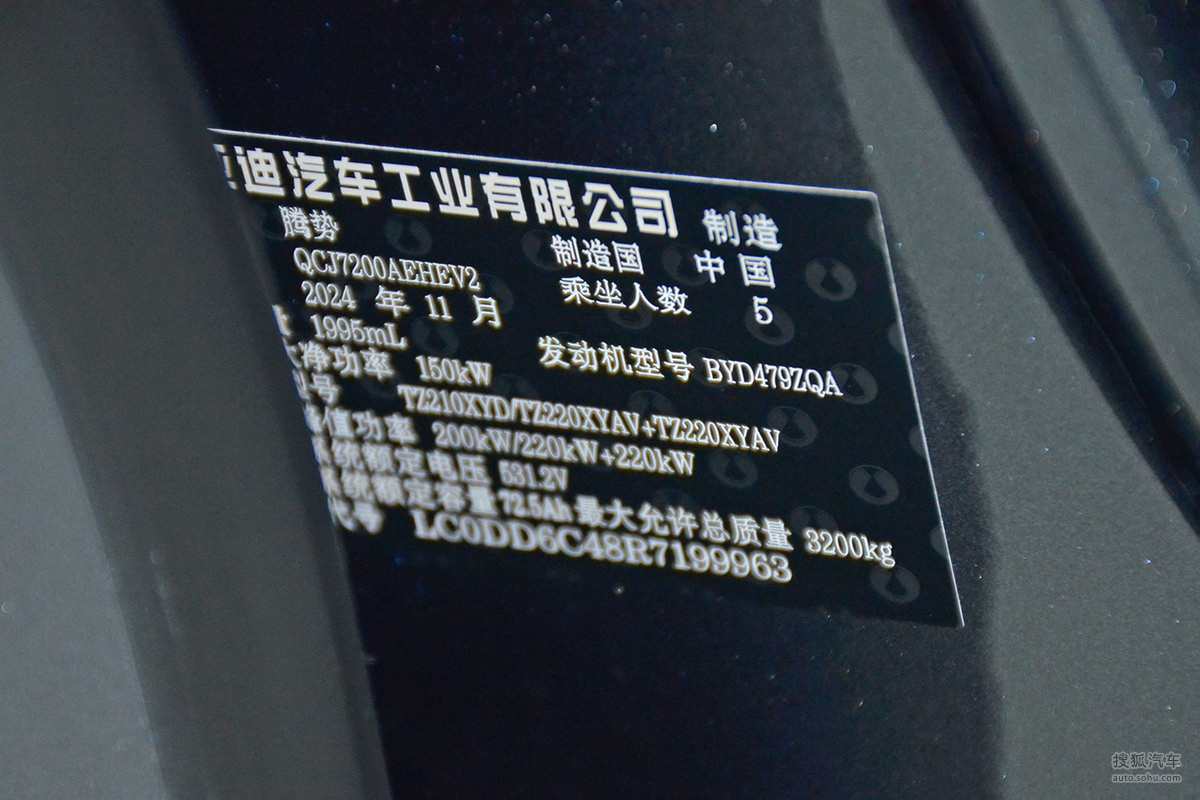 迪汽车工业有限公司 制造
腾势 制造国 中国
QCJ7200AEHEV2 乘坐人数 5
2024 年 11 月
1995mL 发动机型号 BYD479ZQA
净功率 150kW
号 TZ210XYD/TZ220XYAV+TZ220XYAV
值功率 200kW/220kW+220kW
统额定电压 531.2V
统额定容量 72.5Ah 最大允许总质量 3200kg
代号 LC0DD6C48R7199963
搜狐汽车
auto.sohu.com